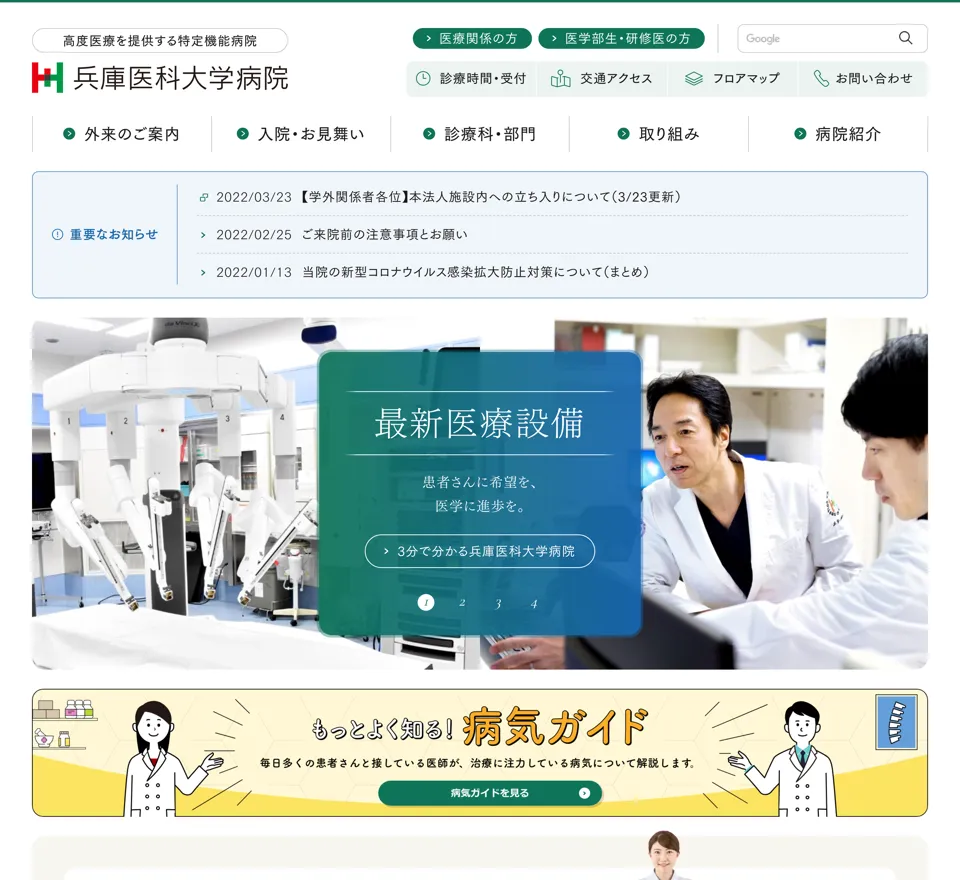 高度医療を提供する特定機能病院
兵庫医科大学病院
医療関係の方
医学部生・研修医の方
Google
診療時間・受付
交通アクセス
フロアマップ
お問い合わせ
外来のご案内
入院・お見舞い
診療科・部門
取り組み
病院紹介
重要なお知らせ
2022/03/23 【学外関係者各位】本法人施設内への立ち入りについて(3/23更新)
2022/02/25 ご来院前の注意事項とお願い
2022/01/13 当院の新型コロナウイルス感染拡大防止対策について(まとめ)
1
2
3
4
最新医療設備
患者さんに希望を、
医学に進歩を。
3分で分かる兵庫医科大学病院
1 2 3 4
もっとよく知る! 病気ガイド
毎日多くの患者さんと接している医師が、治療に注力している病気について解説します。
病気ガイドを見る